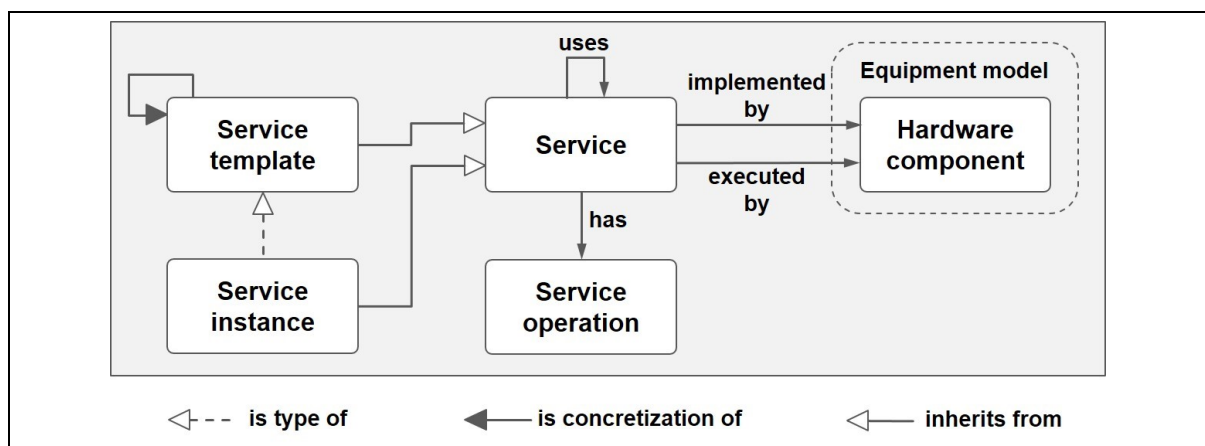 uses
Equipment model
implemented
by
Service
template
Service
Hardware
component
executed
by
has
Service
instance
Service
operation
is type of
is concretization of
inherits from